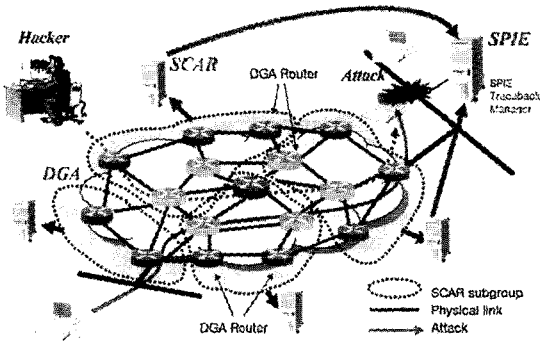 Hacker
SCAR
DGA Router
Attack
SPIE
SPIE
Traceback
Manager
DGA
DGA Router
SCAR subgroup
Physical link
Attack